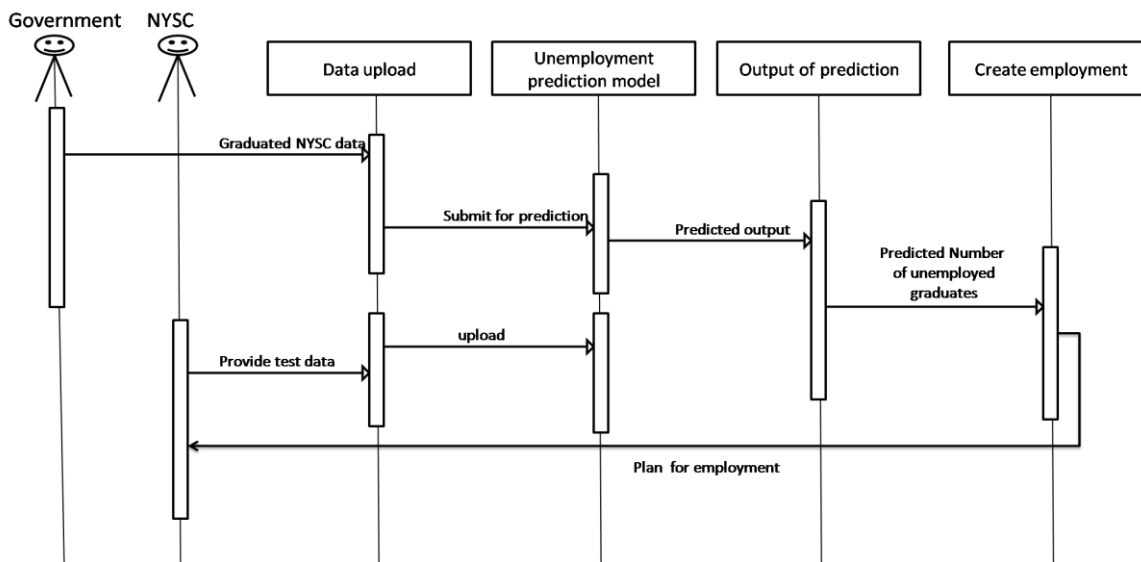 Government
NYSC
Data upload
Unemployment
prediction model
Output of prediction
Create employment
Graduated NYSC data
Submit for prediction
Predicted output
Predicted Number
of unemployed
graduates
upload
Provide test data
Plan for employment